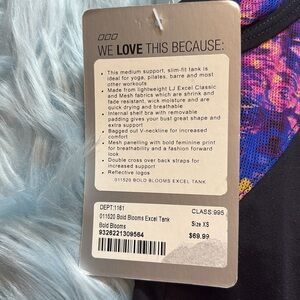 WE LOVE THIS BECAUSE:
• This medium support, slim-fit tank is
ideal for yoga, pilates, barre and most
other workouts
• Made from lightweight LJ Excel Classic
and Mesh fabrics which are shrink and
fade resistant, wick moisture and are
quick drying and breathable
• Internal shelf bra with removable
padding gives your bust great shape and
extra support
• Bagged out V-neckline for increased
comfort
• Mesh paneling with bold feminine print
for breathability and a fashion forward
look
• Double cross over back straps for
increased support
• Reflective logos
011520 BOLD BLOOMS EXCEL TANK
DEPT:1161
CLASS:995
011520 Bold Blooms Excel Tank
Bold Blooms
Size XS
9326221309564
$69.99